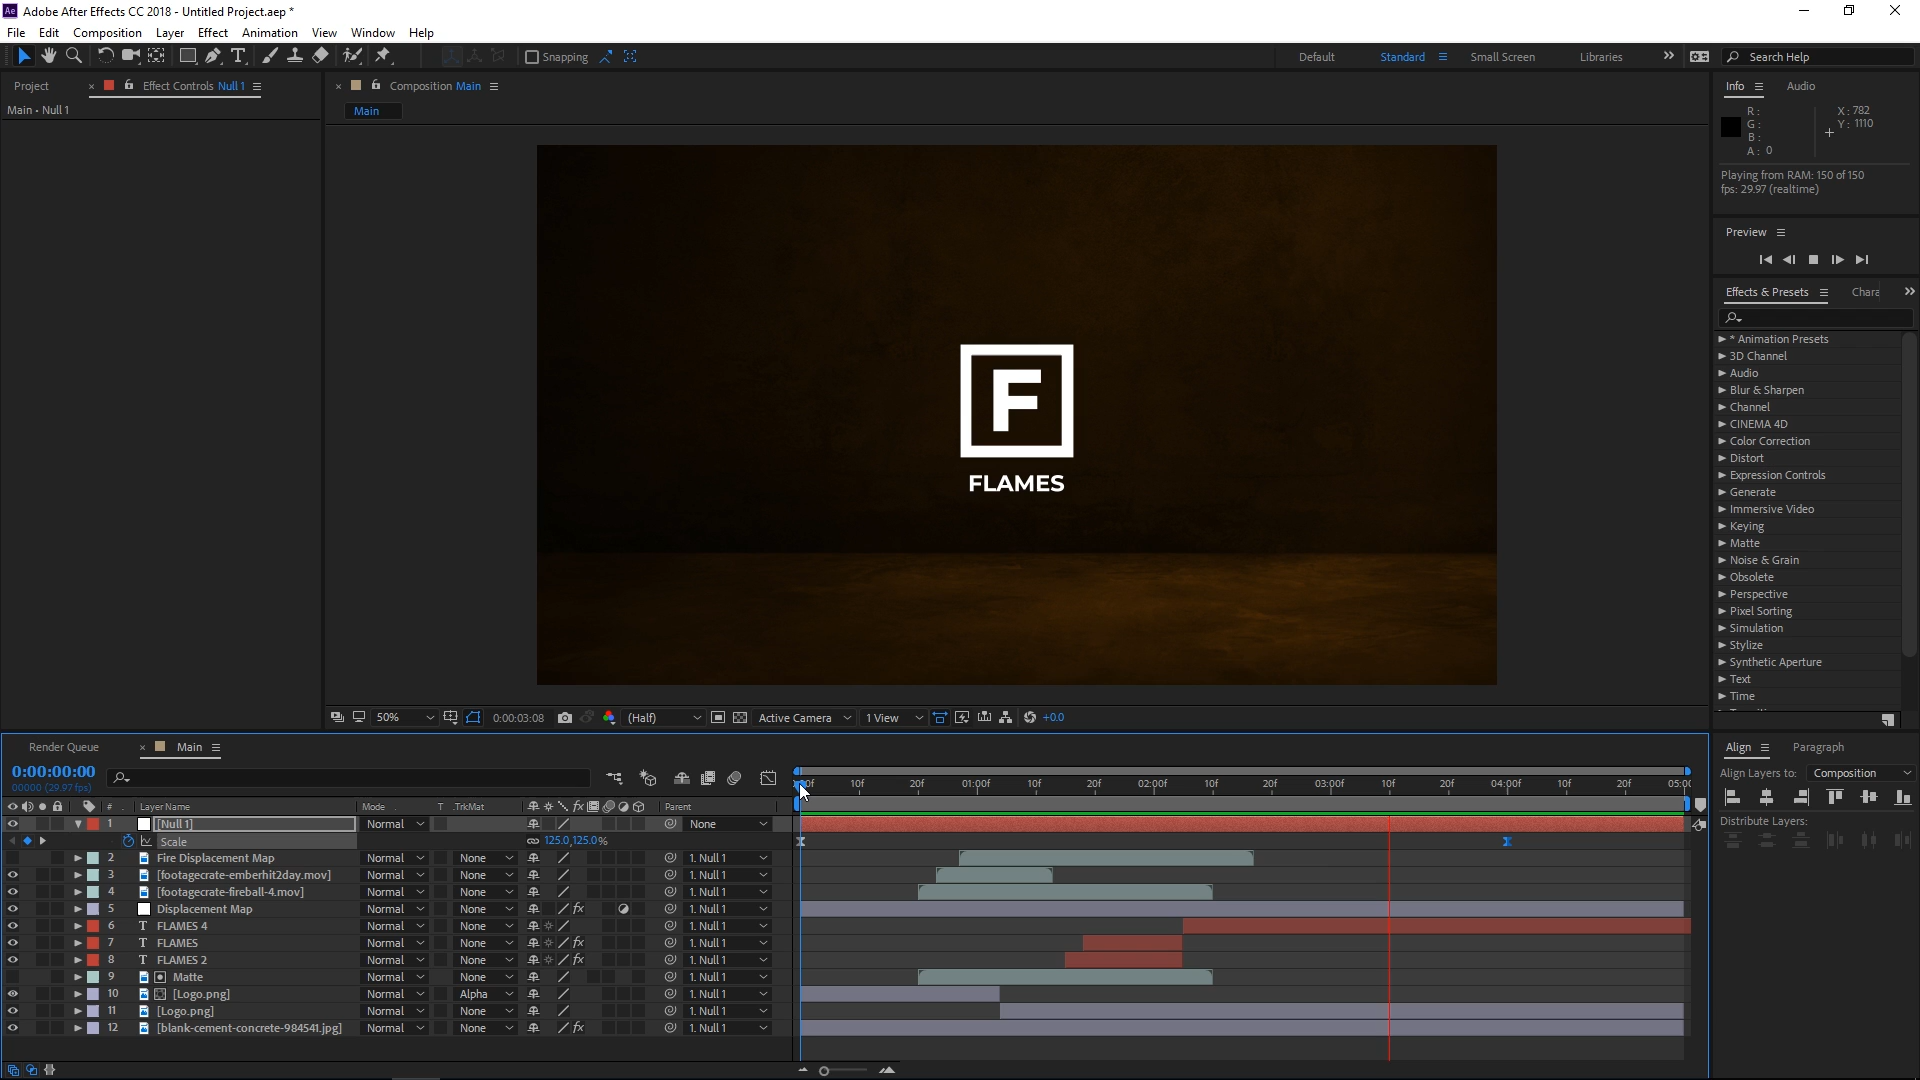 Adobe After Effects CC 2018 - Untitled Project.aep *
File Edit Composition Layer Effect Animation View Window Help
Snapping
Default Standard Small Screen Libraries
Search Help
Project
Effect Controls Null 1
Main • Null 1
Composition Main
Main
F
FLAMES
50% 0:00:03:08 (Half) Active Camera 1 View +0.0
Info Audio
R:
G:
B:
A: 0
X: 782
Y: 1110
Playing from RAM: 150 of 150
fps: 29.97 (realtime)
Preview
Effects & Presets Chara
* Animation Presets
3D Channel
Audio
Blur & Sharpen
Channel
CINEMA 4D
Color Correction
Distort
Expression Controls
Generate
Immersive Video
Keying
Matte
Noise & Grain
Obsolete
Perspective
Pixel Sorting
Simulation
Stylize
Synthetic Aperture
Text
Time
Render Queue Main
0:00:00:00
00000 (29.97 fps)
# Layer Name Mode T .TrkMat fx Parent
10f 20f 01:00f 10f 20f 02:00f 10f 20f 03:00f 10f 20f 04:00f 10f 20f 05:00
1 [Null 1] Normal None
Scale 125.0,125.0%
2 Fire Displacement Map Normal None 1. Null 1
3 [footagecrate-emberhit2day.mov] Normal None 1. Null 1
4 [footagecrate-fireball-4.mov] Normal None 1. Null 1
5 Displacement Map Normal None fx 1. Null 1
6 T FLAMES 4 Normal None 1. Null 1
7 T FLAMES Normal None fx 1. Null 1
8 T FLAMES 2 Normal None fx 1. Null 1
9 Matte Normal None 1. Null 1
10 [Logo.png] Normal Alpha 1. Null 1
11 [Logo.png] Normal None 1. Null 1
12 [blank-cement-concrete-984541.jpg] Normal None fx 1. Null 1
Align Paragraph
Align Layers to: Composition
Distribute Layers: